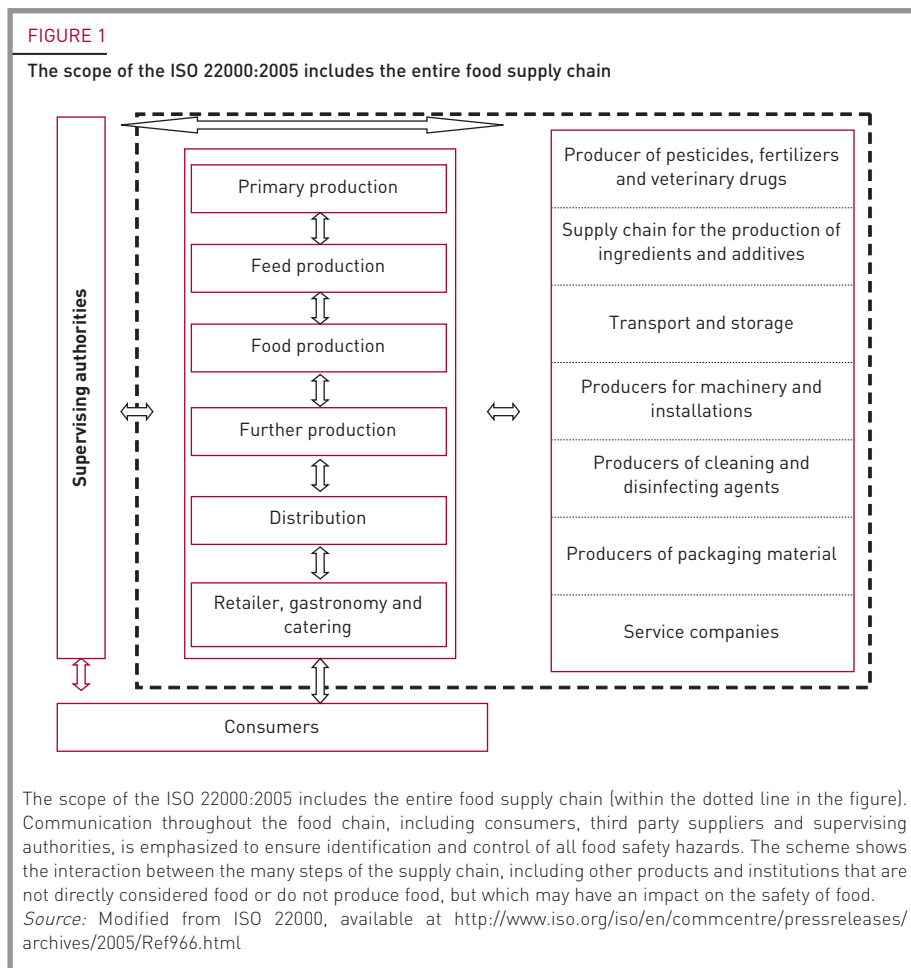 FIGURE 1
The scope of the ISO 22000:2005 includes the entire food supply chain
Supervising authorities
Primary production
Feed production
Food production
Further production
Distribution
Retailer, gastronomy and
catering
Producer of pesticides, fertilizers
and veterinary drugs
Supply chain for the production of
ingredients and additives
Transport and storage
Producers for machinery and
installations
Producers of cleaning and
disinfecting agents
Producers of packaging material
Service companies
Consumers
The scope of the ISO 22000:2005 includes the entire food supply chain (within the dotted line in the figure).
Communication throughout the food chain, including consumers, third party suppliers and supervising
authorities, is emphasized to ensure identification and control of all food safety hazards. The scheme shows
the interaction between the many steps of the supply chain, including other products and institutions that are
not directly considered food or do not produce food, but which may have an impact on the safety of food.
Source: Modified from ISO 22000, available at http://www.iso.org/iso/en/commcentre/pressreleases/
archives/2005/Ref966.html